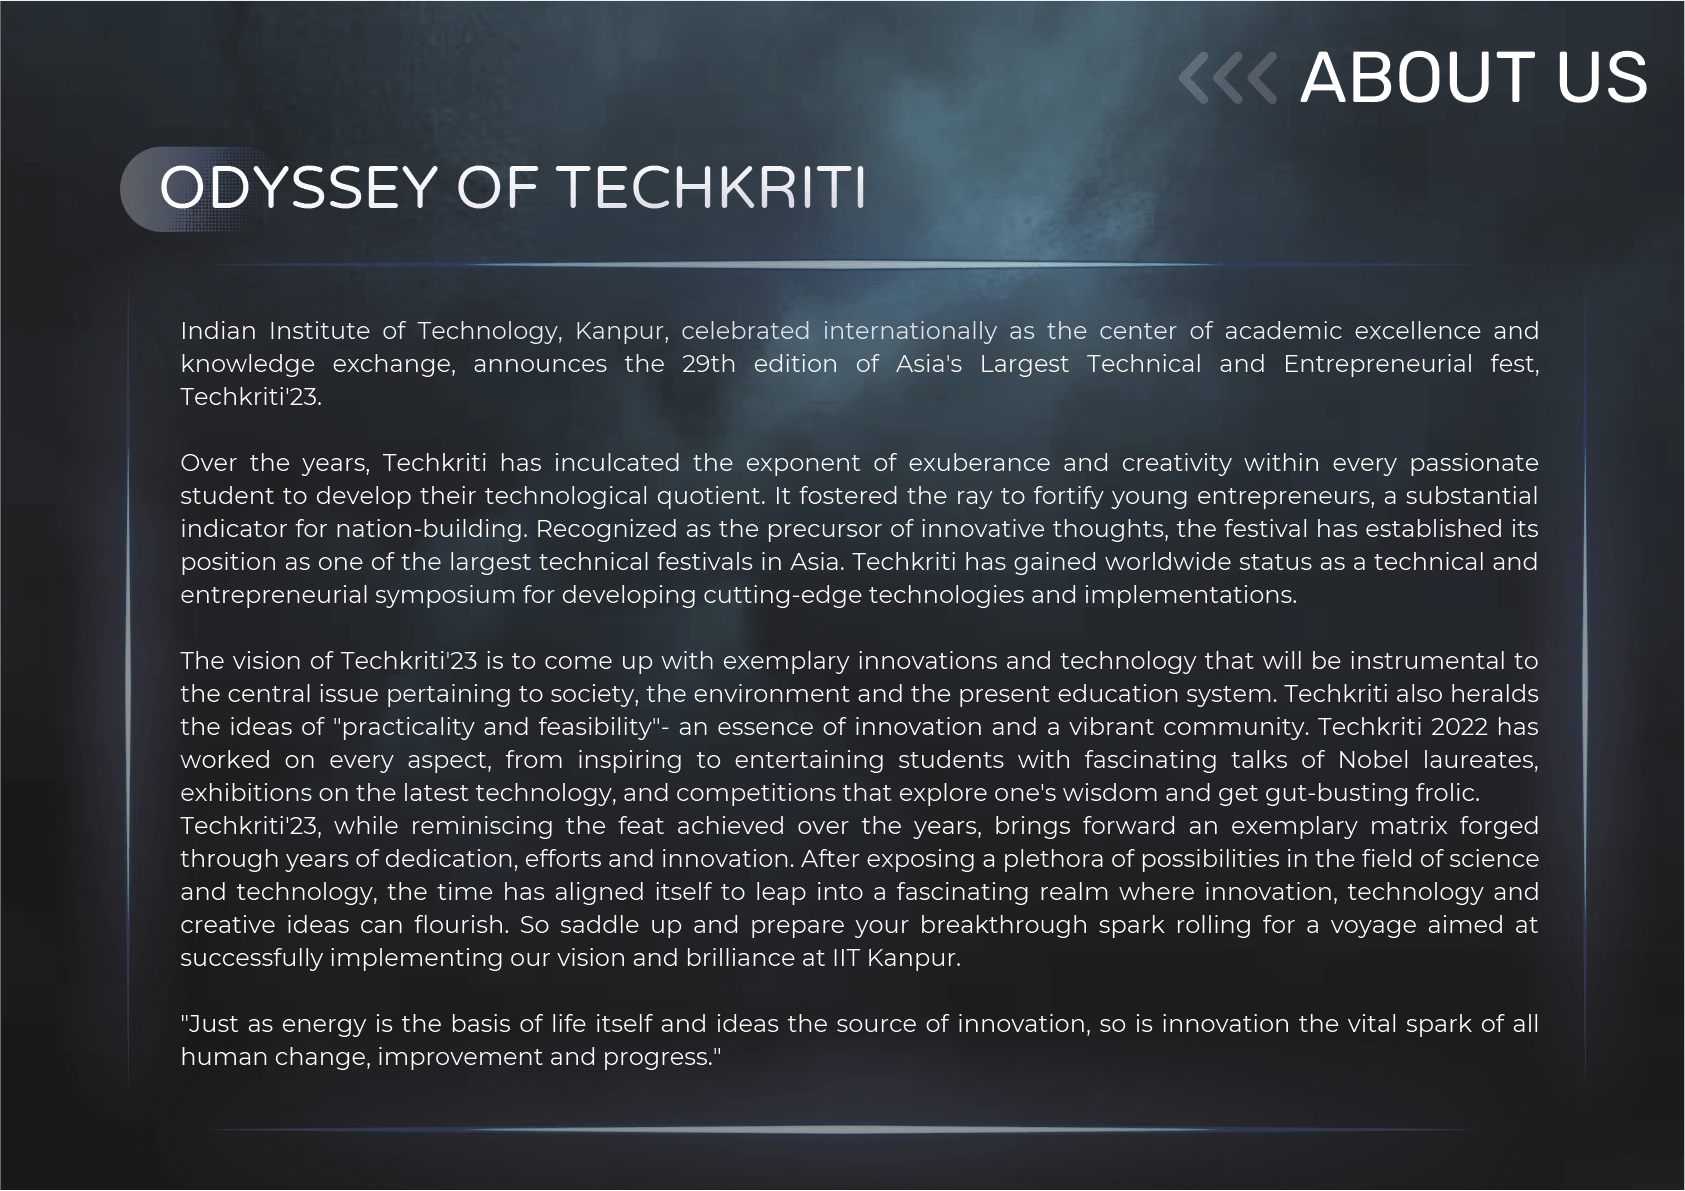 ABOUT US
ODYSSEY OF TECHKRITI
Indian Institute of Technology, Kanpur, celebrated internationally as the center of academic excellence and
knowledge exchange, announces the 29th edition of Asia's Largest Technical and Entrepreneurial fest,
Techkriti'23.
Over the years, Techkriti has inculcated the exponent of exuberance and creativity within every passionate
student to develop their technological quotient. It fostered the ray to fortify young entrepreneurs, a substantial
indicator for nation-building. Recognized as the precursor of innovative thoughts, the festival has established its
position as one of the largest technical festivals in Asia. Techkriti has gained worldwide status as a technical and
entrepreneurial symposium for developing cutting-edge technologies and implementations.
The vision of Techkriti'23 is to come up with exemplary innovations and technology that will be instrumental to
the central issue pertaining to society, the environment and the present education system. Techkriti also heralds
the ideas of "practicality and feasibility"- an essence of innovation and a vibrant community. Techkriti 2022 has
worked on every aspect, from inspiring to entertaining students with fascinating talks of Nobel laureates,
exhibitions on the latest technology, and competitions that explore one's wisdom and get gut-busting frolic.
Techkriti'23, while reminiscing the feat achieved over the years, brings forward an exemplary matrix forged
through years of dedication, efforts and innovation. After exposing a plethora of possibilities in the field of science
and technology, the time has aligned itself to leap into a fascinating realm where innovation, technology and
creative ideas can flourish. So saddle up and prepare your breakthrough spark rolling for a voyage aimed at
successfully implementing our vision and brilliance at IIT Kanpur.
"Just as energy is the basis of life itself and ideas the source of innovation, so is innovation the vital spark of all
human change, improvement and progress."